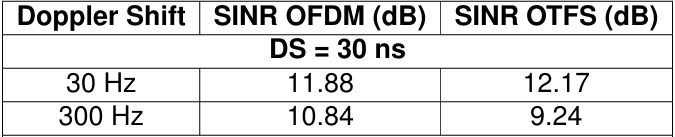 Doppler Shift SINR OFDM (dB) SINR OTFS (dB)
DS = 30 ns
30 Hz 11.88 12.17
300 Hz 10.84 9.24